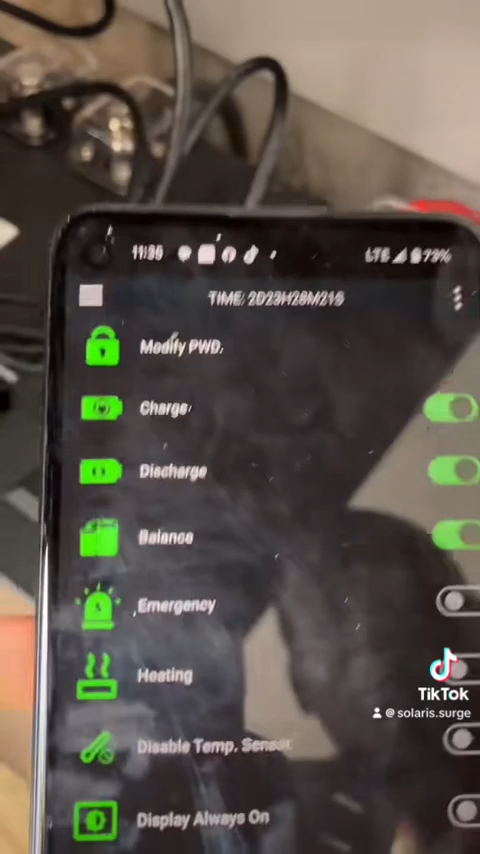 11:35
LTE 73%
TIME: 2D23H28M21S
Modify PWD.
Charge
Discharge
Balance
Emergency
Heating
TikTok
@solaris.surge
Disable Temp. Sensor
Display Always On